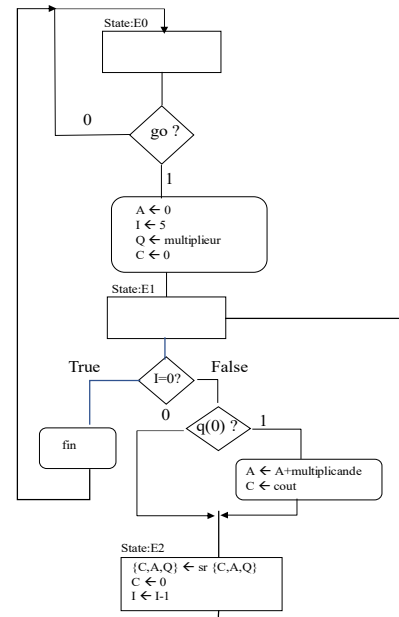 State:E0
0
go ?
1
A ← 0
I ← 5
Q ← multiplieur
C ← 0
State:E1
True
I=0?
False
0
q(0) ?
1
fin
A ← A+multiplicande
C ← cout
State:E2
{C,A,Q} ← sr {C,A,Q}
C ← 0
I ← I-1